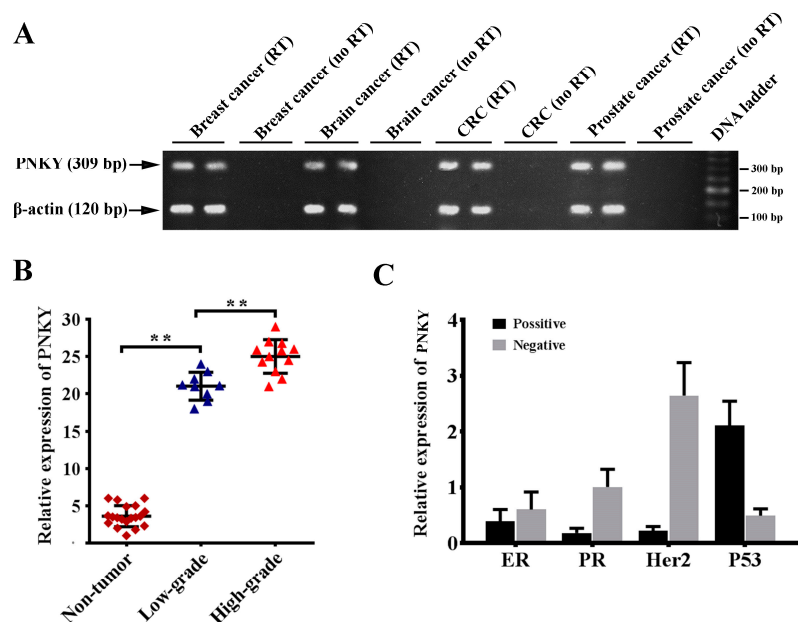 A
Breast cancer (RT)
Breast cancer (no RT)
Brain cancer (RT)
Brain cancer (no RT)
CRC (RT)
CRC (no RT)
Prostate cancer (RT)
Prostate cancer (no RT)
DNA ladder
PNKY (309 bp)
β-actin (120 bp)
300 bp
200 bp
100 bp
B
Relative expression of PNKY
30
25
20
15
10
5
**
**
Non-tumor
Low-grade
High-grade
C
Relative expression of PNKY
4
3
2
1
0
Possitive
Negative
ER
PR
Her2
P53